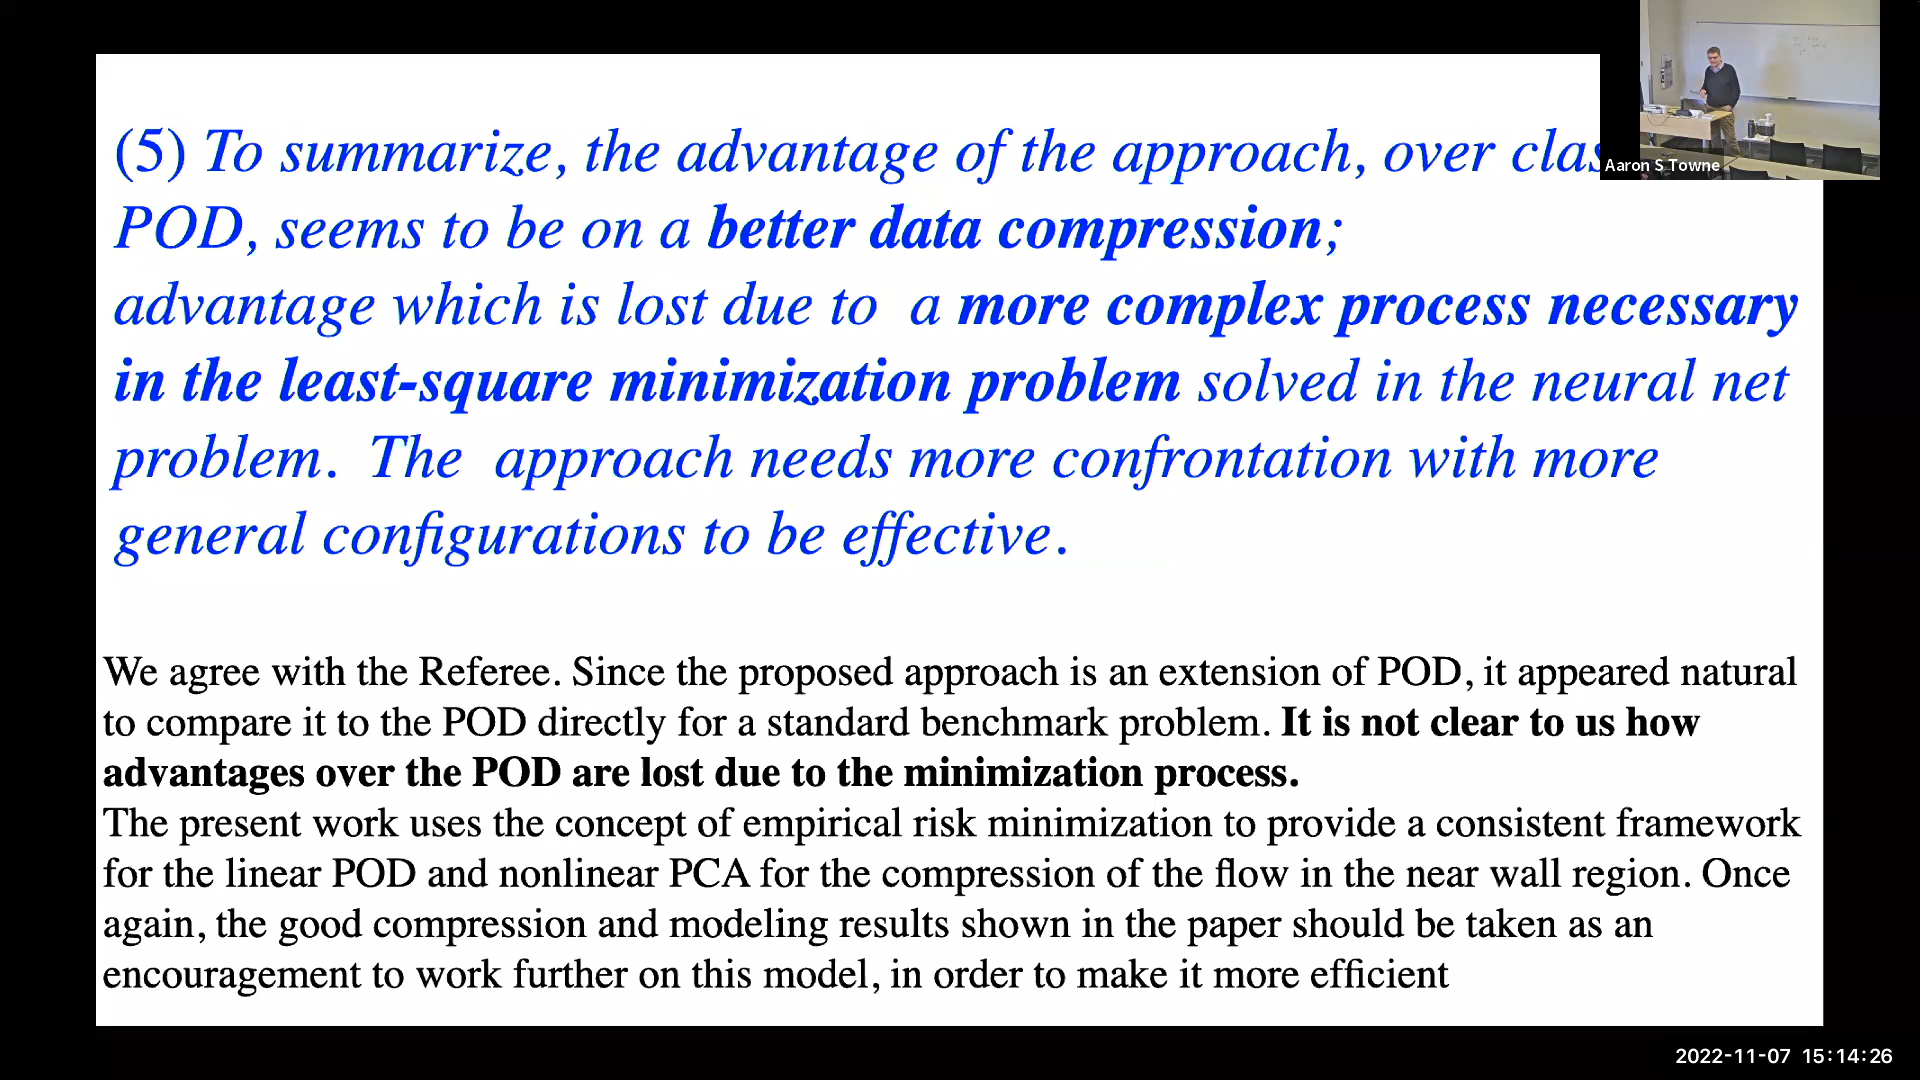 (5) To summarize, the advantage of the approach, over
POD, seems to be on a better data compression;
advantage which is lost due to a more complex process necessary
in the least-square minimization problem solved in the neural net
problem. The approach needs more confrontation with more
general configurations to be effective.
We agree with the Referee. Since the proposed approach is an extension of POD, it appeared natural
to compare it to the POD directly for a standard benchmark problem. It is not clear to us how
advantages over the POD are lost due to the minimization process.
The present work uses the concept of empirical risk minimization to provide a consistent framework
for the linear POD and nonlinear PCA for the compression of the flow in the near wall region. Once
again, the good compression and modeling results shown in the paper should be taken as an
encouragement to work further on this model, in order to make it more efficient
Aaron S Towne
2022-11-07 15:14:26